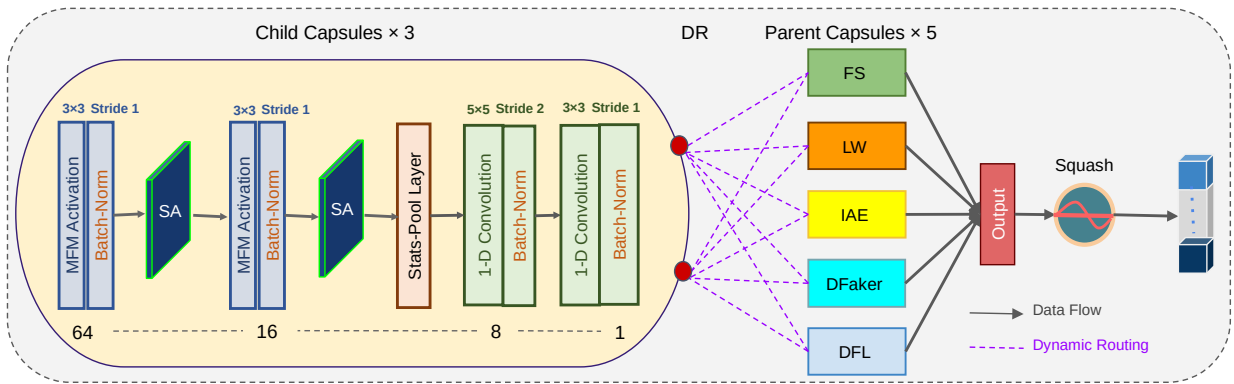 Child Capsules × 3
DR
Parent Capsules × 5
3×3 Stride 1
MFM Activation
Batch-Norm
SA
3×3 Stride 1
MFM Activation
Batch-Norm
SA
Stats-Pool Layer
5×5 Stride 2
1-D Convolution
Batch-Norm
3×3 Stride 1
1-D Convolution
Batch-Norm
64
16
8
1
FS
LW
IAE
DFaker
DFL
Output
Squash
Data Flow
Dynamic Routing